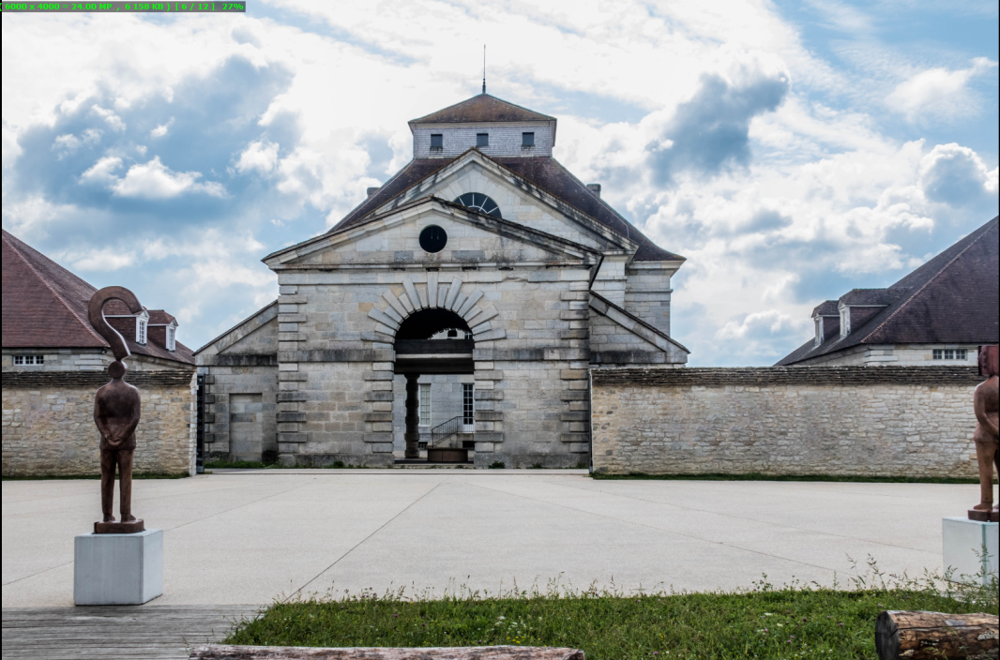 6000 x 4000 = 24.00 MP , 6 150 KB ) [ 6 / 12 ] 27%